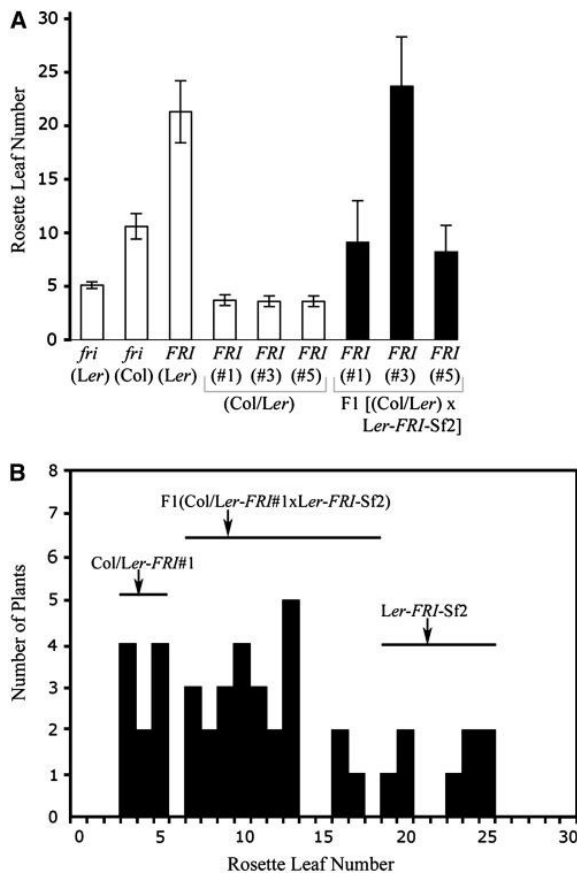 A
Rosette Leaf Number
30
25
20
15
10
5
0
fri fri FRI FRI FRI FRI FRI FRI FRI
(Ler) (Col) (Ler) (#1) (#3) (#5) (#1) (#3) (#5)
(Col/Ler) F1 [(Col/Ler) x
Ler-FRI-Sf2]
B
Number of Plants
8
7
6
5
4
3
2
1
0
F1(Col/Ler-FRI#1xLer-FRI-Sf2)
Col/Ler-FRI#1
Ler-FRI-Sf2
0 5 10 15 20 25 30
Rosette Leaf Number